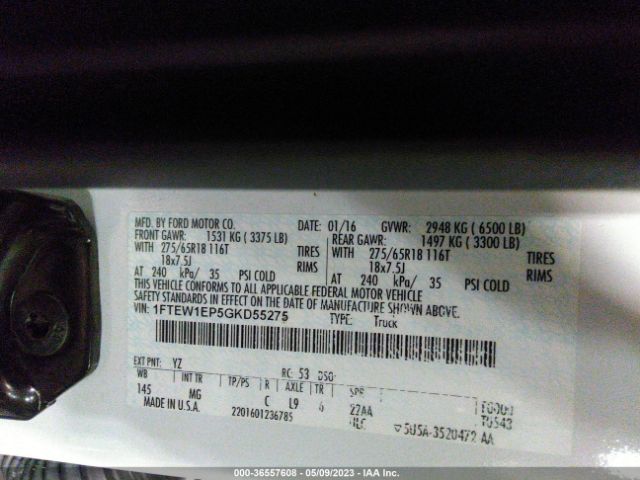 MFD. BY FORD MOTOR CO. DATE: 01/16 GVWR: 2948 KG ( 6500 LB)
FRONT GAWR: 1531 KG ( 3375 LB) REAR GAWR: 1497 KG ( 3300 LB)
WITH 275/65R18 116T TIRES WITH 275/65R18 116T TIRES
18x7.5J RIMS 18x7.5J RIMS
AT 240 kPa/ 35 PSI COLD AT 240 kPa/ 35 PSI COLD
THIS VEHICLE CONFORMS TO ALL APPLICABLE FEDERAL MOTOR VEHICLE
SAFETY STANDARDS IN EFFECT ON THE DATE OF MANUFACTURE SHOWN ABOVE.
VIN: 1FTEW1EP5GKD55275 TYPE: Truck
EXT PNT: YZ RC: 53 DSO:
WB INT TR TP/PS R AXLE TR SPR
145 MG C L9 6 22AA
MADE IN U.S.A. 2201601236785 ULC 5U5A-3520472-AA
000-36557608 - 05/09/2023 - IAA Inc.